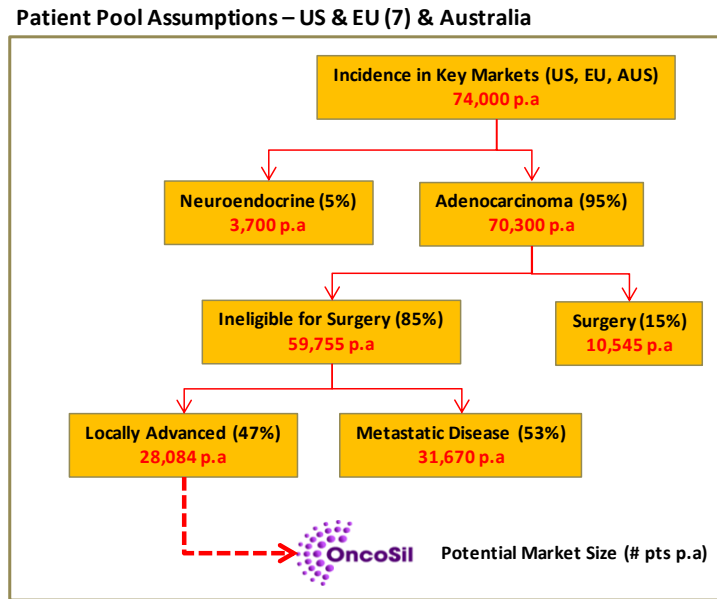 Patient Pool Assumptions – US & EU (7) & Australia
Incidence in Key Markets (US, EU, AUS)
74,000 p.a
Neuroendocrine (5%)
3,700 p.a
Adenocarcinoma (95%)
70,300 p.a
Ineligible for Surgery (85%)
59,755 p.a
Surgery (15%)
10,545 p.a
Locally Advanced (47%)
28,084 p.a
Metastatic Disease (53%)
31,670 p.a
OncoSil
Potential Market Size (# pts p.a)